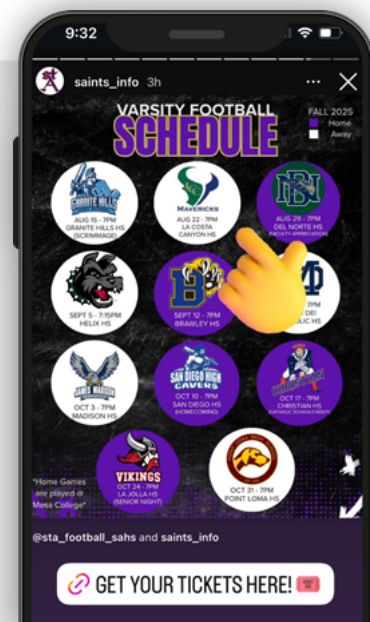 9:32
saints_info 3h
VARSITY FOOTBALL
SCHEDULE
FALL 2025
Home
Away
GRANITE HILLS
AUG 15 - 7PM
GRANITE HILLS HS
(SCRIMMAGE)
MAVERICKS
AUG 22 - 7PM
LA COSTA
CANYON HS
DN
AUG 29 - 7PM
DEL NORTE HS
(FACULTY APPRECIATION)
SEPT 5 - 7:15PM
HELIX HS
B
SEPT 12 - 7PM
BRAWLEY HS
7PM
DEI
OLIC HS
JAMES MADISON
OCT 3 - 7PM
MADISON HS
SAN DIEGO HIGH
CAVERS
OCT 10 - 7PM
SAN DIEGO HS
(HOMECOMING)
OCT 17 - 7PM
CHRISTIAN HS
(CATHOLIC SCHOOLS NIGHT)
VIKINGS
OCT 24 - 7PM
LA JOLLA HS
(SENIOR NIGHT)
OCT 31 - 7PM
POINT LOMA HS
*Home Games
are played @
Mesa College*
@sta_football_sahs and saints_info
GET YOUR TICKETS HERE!